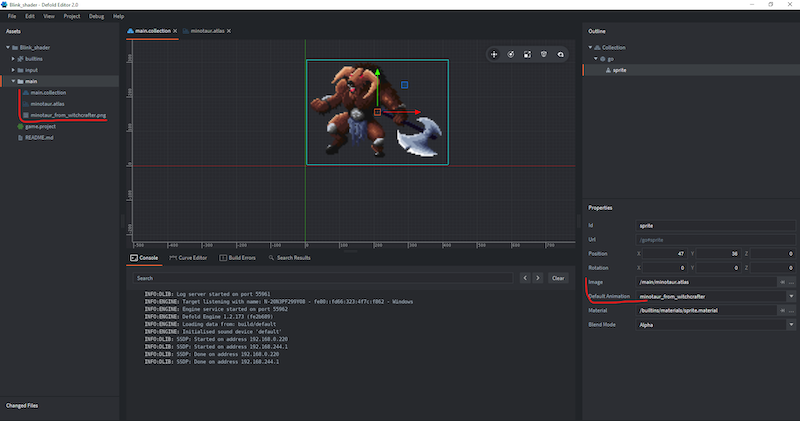 Blink_shader - Defold Editor 2.0
File Edit View Project Debug Help
Assets
Blink_shader
builtins
input
main
main.collection
minotaur.atlas
minotaur_from_witchcrafter.png
game.project
README.md
Changed Files
main.collection minotaur.atlas
-500 -400 -300 -200 -100 0 100 200 300 400 500 600 700
Console Curve Editor Build Errors Search Results
Search Clear
INFO:DLIB: Log server started on port 55961
INFO:ENGINE: Target listening with name: N-20N3PF299Y80 - fe80::fd66:323:4f7c:f862 - Windows
INFO:ENGINE: Engine service started on port 55962
INFO:ENGINE: Defold Engine 1.2.173 (fe2b689)
INFO:ENGINE: Loading data from: build/default
INFO:ENGINE: Initialised sound device 'default'
INFO:DLIB: SSDP: Started on address 192.168.0.220
INFO:DLIB: SSDP: Started on address 192.168.244.1
INFO:DLIB: SSDP: Done on address 192.168.0.220
INFO:DLIB: SSDP: Done on address 192.168.244.1
Outline
Collection
go
sprite
Properties
Id sprite
Url /go#sprite
Position X 47 Y 36 Z 0
Rotation X 0 Y 0 Z 0
Image /main/minotaur.atlas ...
Default Animation minotaur_from_witchcrafter
Material /builtins/materials/sprite.material ...
Blend Mode Alpha